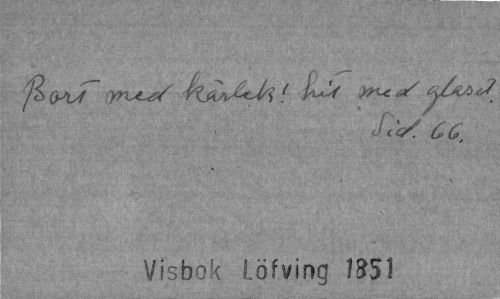 Bort med kärlek! hit med glaset.
Sid. 66.
Visbok Löfving 1851